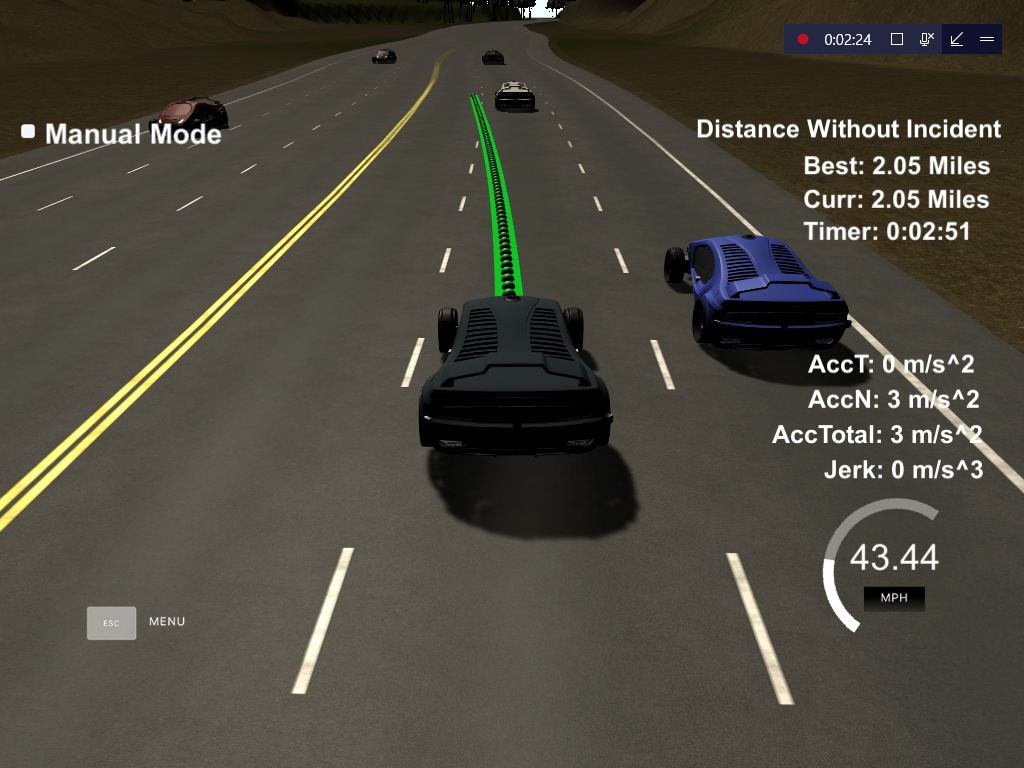 0:02:24
Manual Mode
Distance Without Incident
Best: 2.05 Miles
Curr: 2.05 Miles
Timer: 0:02:51
AccT: 0 m/s^2
AccN: 3 m/s^2
AccTotal: 3 m/s^2
Jerk: 0 m/s^3
43.44
MPH
ESC MENU